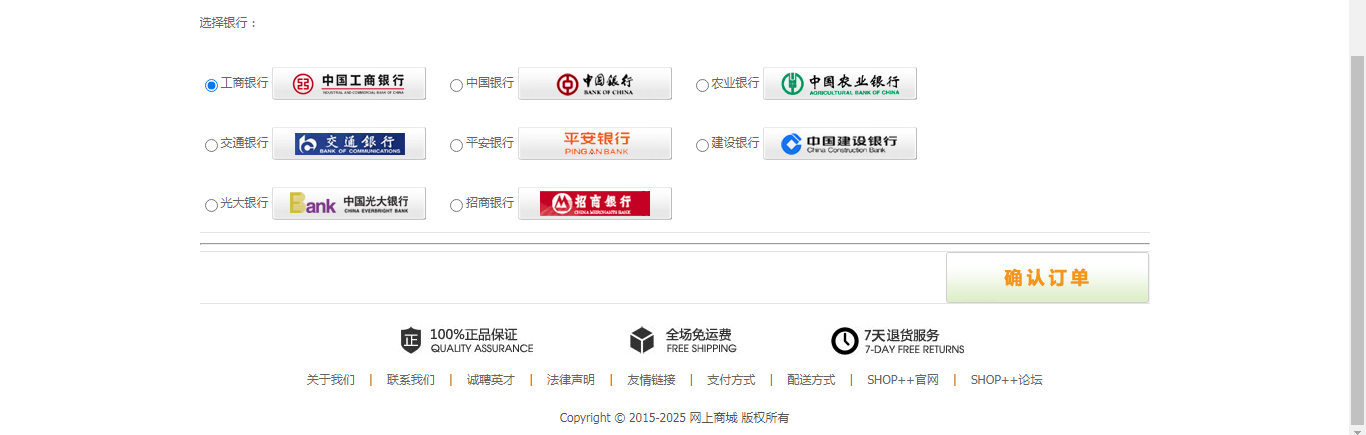 选择银行：
工商银行 中国工商银行 中国银行 中国银行 农业银行 中国农业银行
INDUSTRIAL AND COMMERCIAL BANK OF CHINA BANK OF CHINA AGRICULTURAL BANK OF CHINA
交通银行 交通银行 平安银行 平安银行 建设银行 中国建设银行
BANK OF COMMUNICATIONS PING AN BANK China Construction Bank
光大银行 Bank 中国光大银行 招商银行 招商银行
CHINA EVERBRIGHT BANK CHINA MERCHANTS BANK
确认订单
正 100%正品保证 全场免运费 7天退货服务
QUALITY ASSURANCE FREE SHIPPING 7-DAY FREE RETURNS
关于我们 | 联系我们 | 诚聘英才 | 法律声明 | 友情链接 | 支付方式 | 配送方式 | SHOP++官网 | SHOP++论坛
Copyright © 2015-2025 网上商城 版权所有